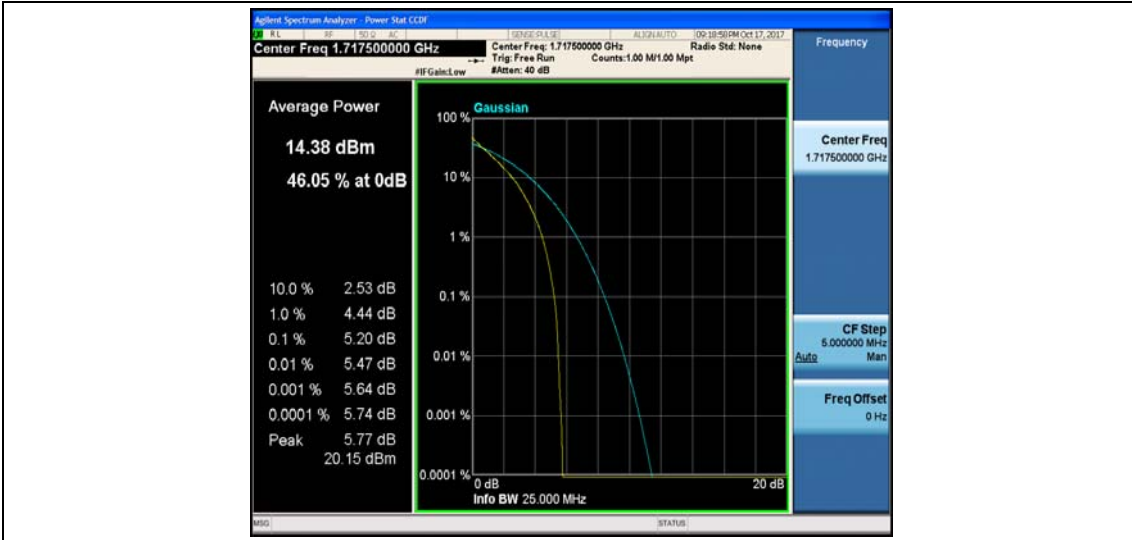 Agilent Spectrum Analyzer - Power Stat CCDF
RL RF 50 Ω AC SENSE:PULSE ALIGNAUTO 09:18:58 PM Oct 17, 2017
Center Freq 1.717500000 GHz
Center Freq: 1.717500000 GHz Radio Std: None
Trig: Free Run Counts:1.00 M/1.00 Mpt
#IFGain:Low #Atten: 40 dB
Frequency
Average Power
14.38 dBm
46.05 % at 0dB
10.0 % 2.53 dB
1.0 % 4.44 dB
0.1 % 5.20 dB
0.01 % 5.47 dB
0.001 % 5.64 dB
0.0001 % 5.74 dB
Peak 5.77 dB
20.15 dBm
Gaussian
100 %
10 %
1 %
0.1 %
0.01 %
0.001 %
0.0001 %
0 dB 20 dB
Info BW 25.000 MHz
Center Freq
1.717500000 GHz
CF Step
5.000000 MHz
Auto Man
Freq Offset
0 Hz
MSG STATUS